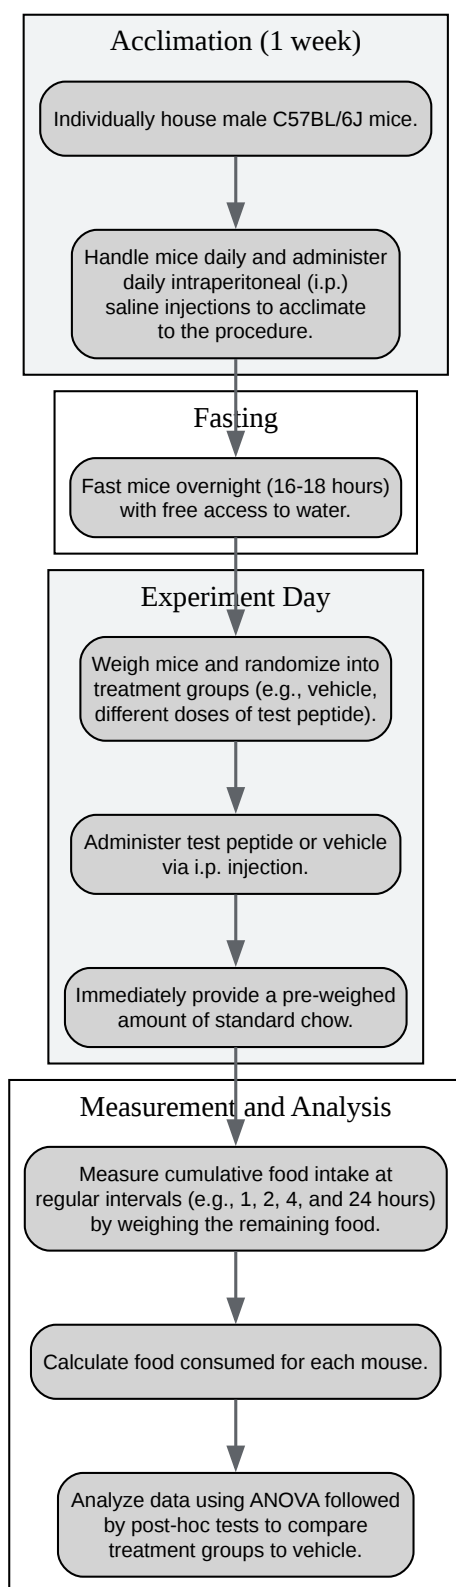 Acclimation (1 week)
Individually house male C57BL/6J mice.
Handle mice daily and administer
daily intraperitoneal (i.p.)
saline injections to acclimate
to the procedure.
Fasting
Fast mice overnight (16-18 hours)
with free access to water.
Experiment Day
Weigh mice and randomize into
treatment groups (e.g., vehicle,
different doses of test peptide).
Administer test peptide or vehicle
via i.p. injection.
Immediately provide a pre-weighed
amount of standard chow.
Measurement and Analysis
Measure cumulative food intake at
regular intervals (e.g., 1, 2, 4, and 24 hours)
by weighing the remaining food.
Calculate food consumed for each mouse.
Analyze data using ANOVA followed
by post-hoc tests to compare
treatment groups to vehicle.